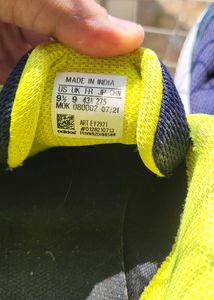 MADE IN INDIA
US UK FR JP CHN
9½ 9 43⅓ 275
MOK 080002 07/21
ART EY2921
#0128210713
adidas